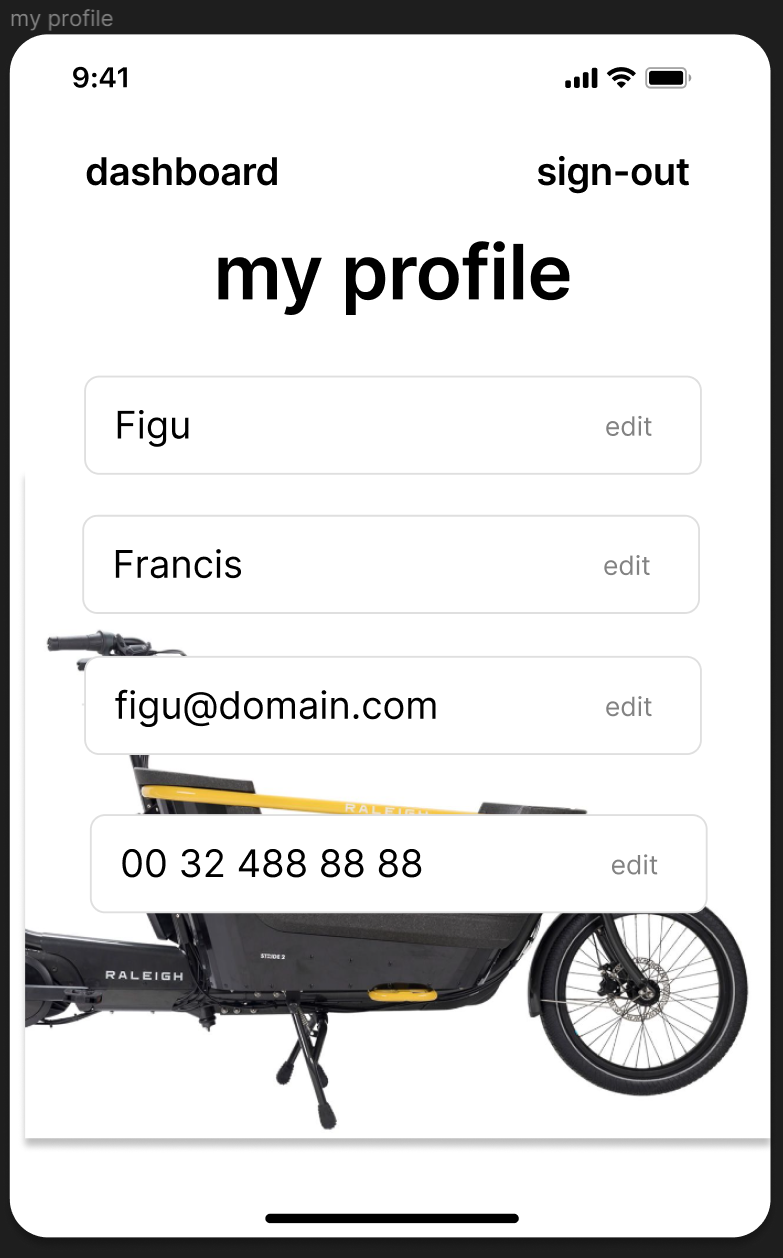 my profile
9:41
dashboard sign-out
my profile
Figu edit
Francis edit
figu@domain.com edit
RALEIGH
00 32 488 88 88 edit
STRIDE 2
RALEIGH